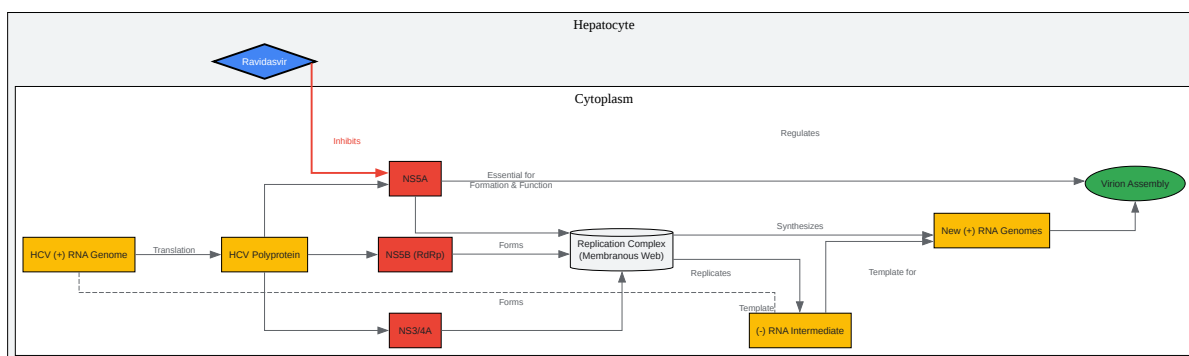 Hepatocyte
Ravidasvir
Cytoplasm
Inhibits
Regulates
NS5A
Essential for
Formation & Function
Virion Assembly
HCV (+) RNA Genome
Translation
HCV Polyprotein
NS5B (RdRp)
Forms
Replication Complex
(Membranous Web)
Synthesizes
New (+) RNA Genomes
Replicates
Template for
Forms
Template
NS3/4A
(-) RNA Intermediate